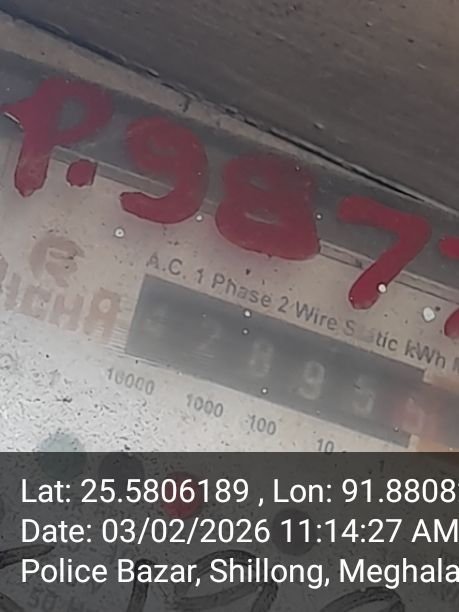 P.987
R
A.C. 1 Phase 2 Wire Static kWh
10000 1000 100 10 1
Lat: 25.5806189 , Lon: 91.8808
Date: 03/02/2026 11:14:27 AM
Police Bazar, Shillong, Meghala